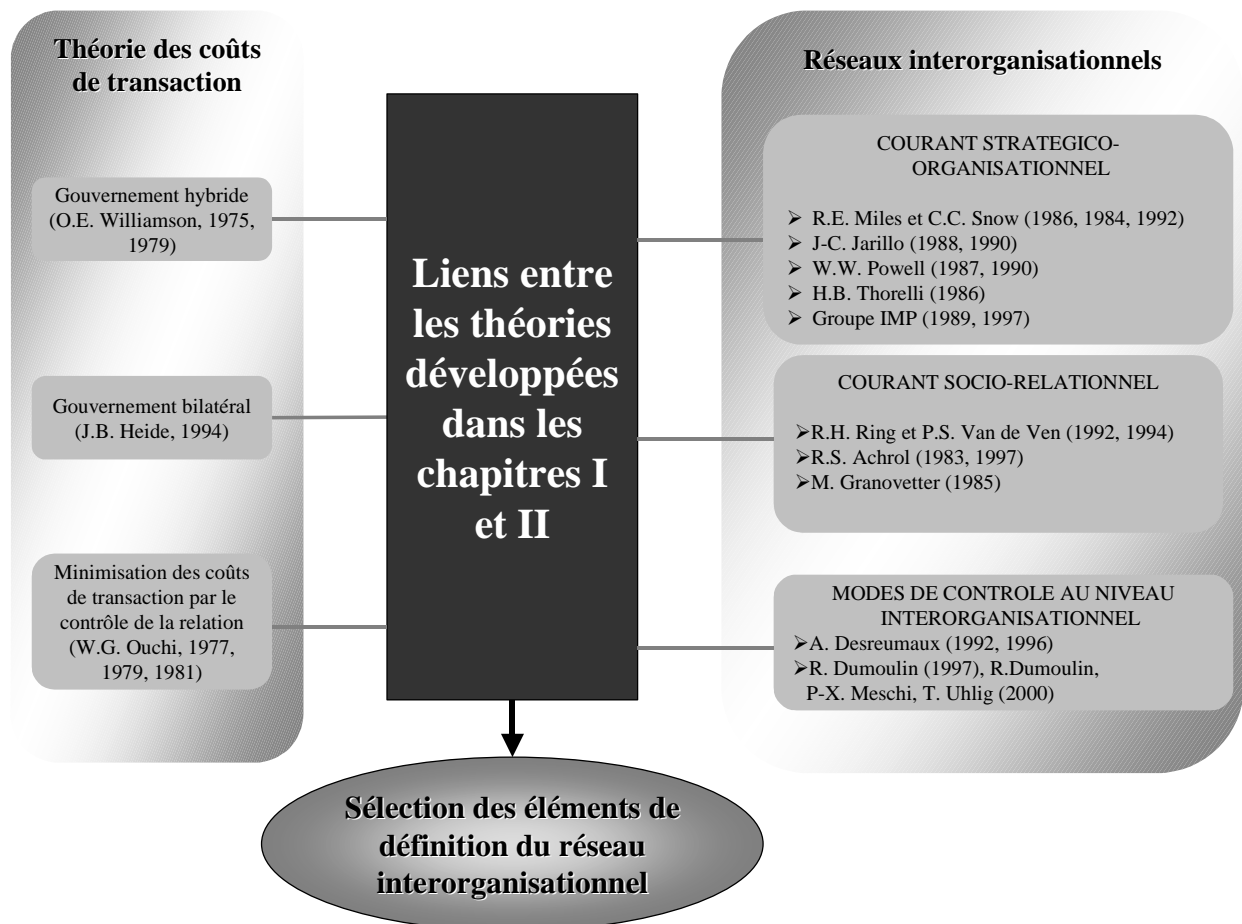 Théorie des coûts
de transaction
Gouvernement hybride
(O.E. Williamson, 1975,
1979)
Gouvernement bilatéral
(J.B. Heide, 1994)
Minimisation des coûts
de transaction par le
contrôle de la relation
(W.G. Ouchi, 1977,
1979, 1981)
Liens entre
les théories
développées
dans les
chapitres I
et II
Réseaux interorganisationnels
COURANT STRATEGICO-
ORGANISATIONNEL
➢ R.E. Miles et C.C. Snow (1986, 1984, 1992)
➢ J-C. Jarillo (1988, 1990)
➢ W.W. Powell (1987, 1990)
➢ H.B. Thorelli (1986)
➢ Groupe IMP (1989, 1997)
COURANT SOCIO-RELATIONNEL
➢R.H. Ring et P.S. Van de Ven (1992, 1994)
➢R.S. Achrol (1983, 1997)
➢M. Granovetter (1985)
MODES DE CONTROLE AU NIVEAU
INTERORGANISATIONNEL
➢A. Desreumaux (1992, 1996)
➢R. Dumoulin (1997), R.Dumoulin,
P-X. Meschi, T. Uhlig (2000)
Sélection des éléments de
définition du réseau
interorganisationnel